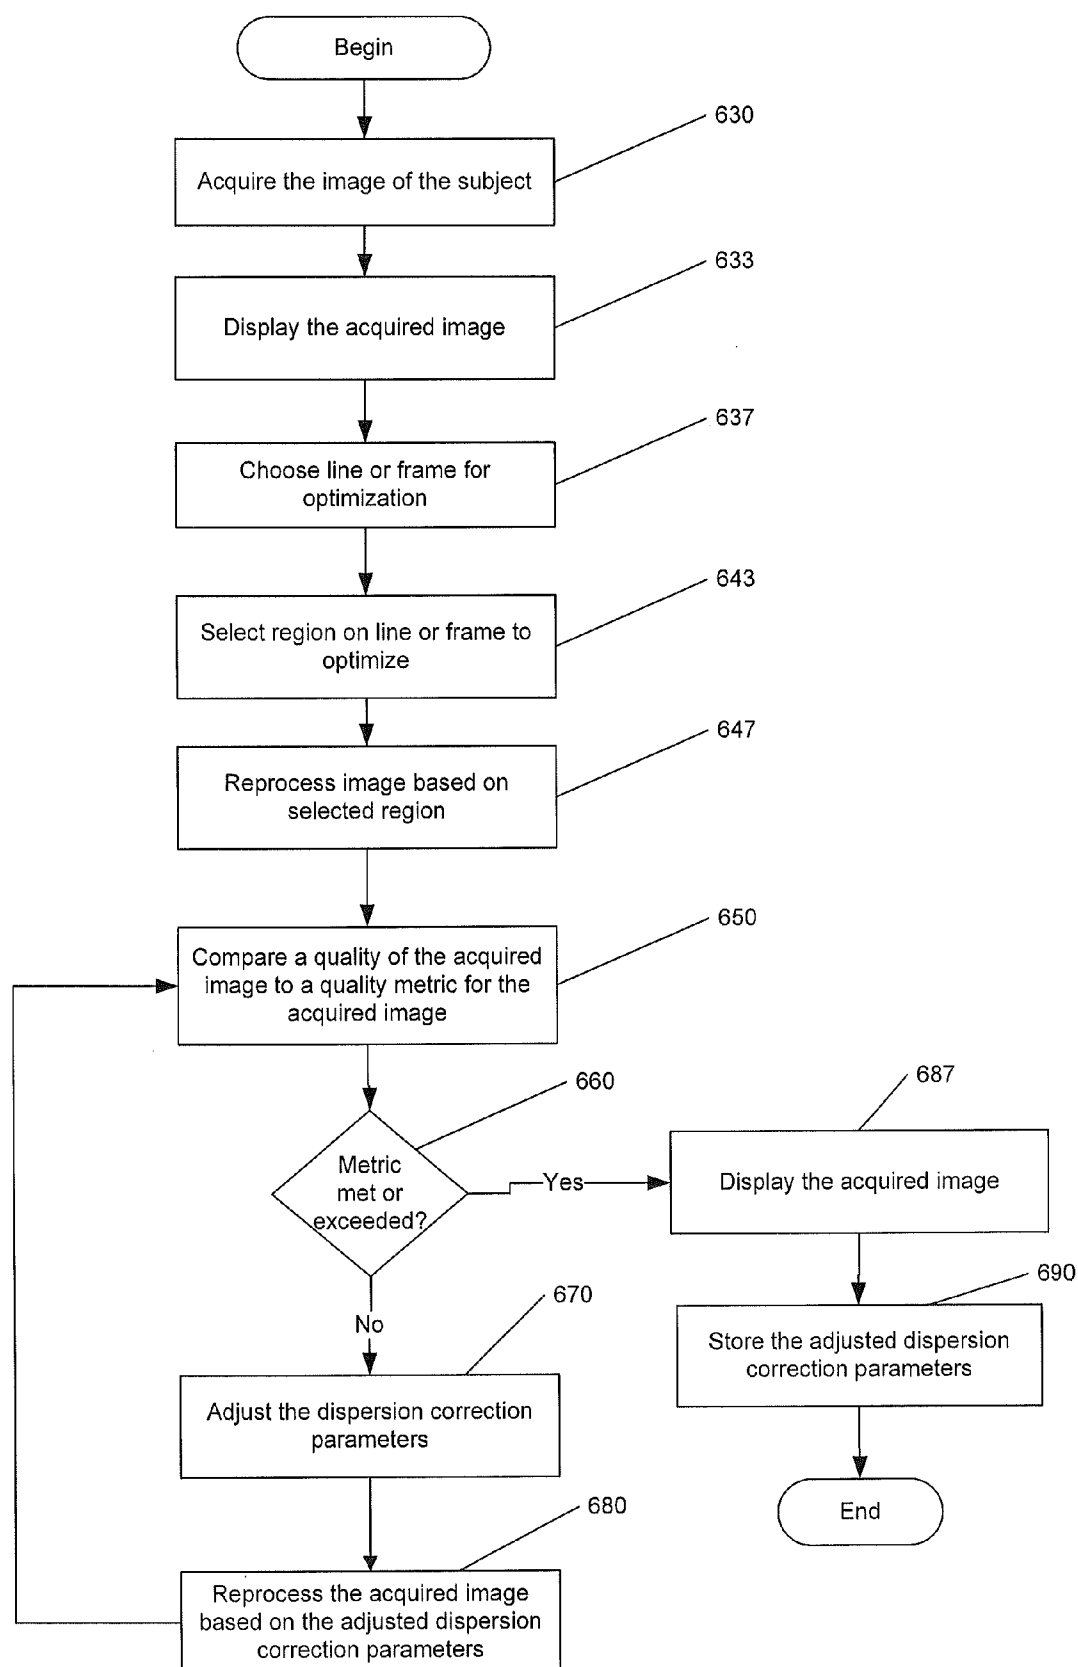 Begin
630
Acquire the image of the subject
633
Display the acquired image
637
Choose line or frame for
optimization
643
Select region on line or frame to
optimize
647
Reprocess image based on
selected region
650
Compare a quality of the acquired
image to a quality metric for the
acquired image
660
Metric
met or
exceeded?
Yes
687
Display the acquired image
690
Store the adjusted dispersion
correction parameters
End
No
670
Adjust the dispersion correction
parameters
680
Reprocess the acquired image
based on the adjusted dispersion
correction parameters